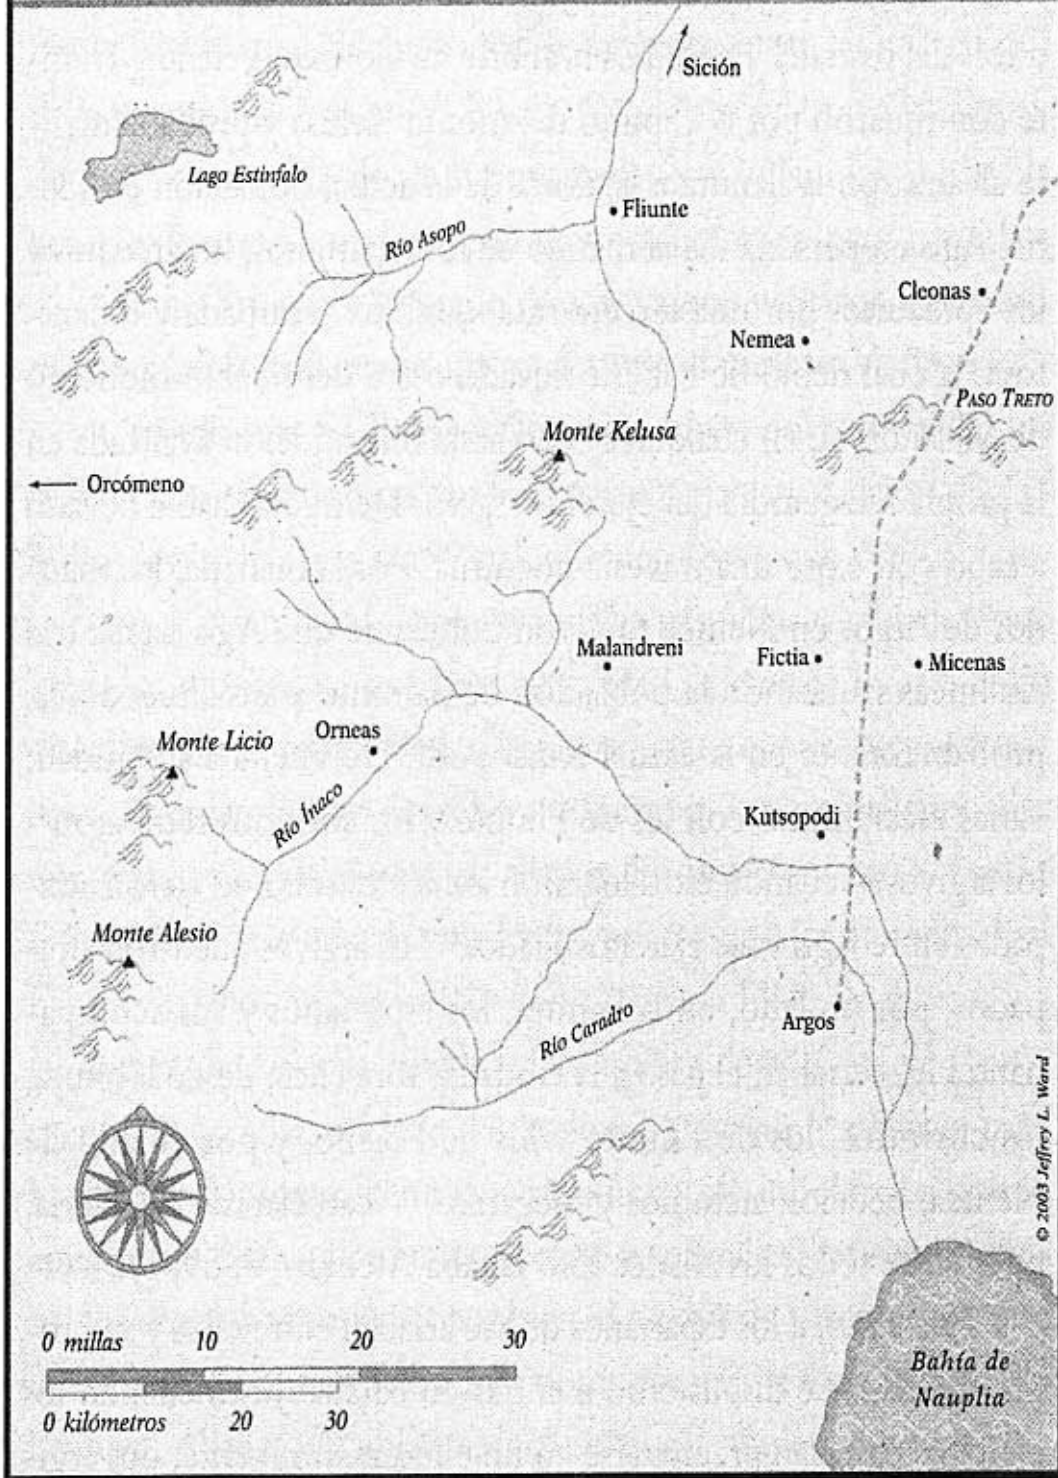 Sición
Lago Estinfalo
Fliunte
Río Asopo
Cleonas
Nemea
PASO TRETO
Monte Kelusa
Orcómeno
Malandreni
Fictia
Micenas
Orneas
Monte Licio
Río Ínaco
Kutsopodi
Monte Alesio
Río Caradro
Argos
© 2003 Jeffrey L. Ward
0 millas 10 20 30
0 kilómetros 20 30
Bahía de
Nauplia